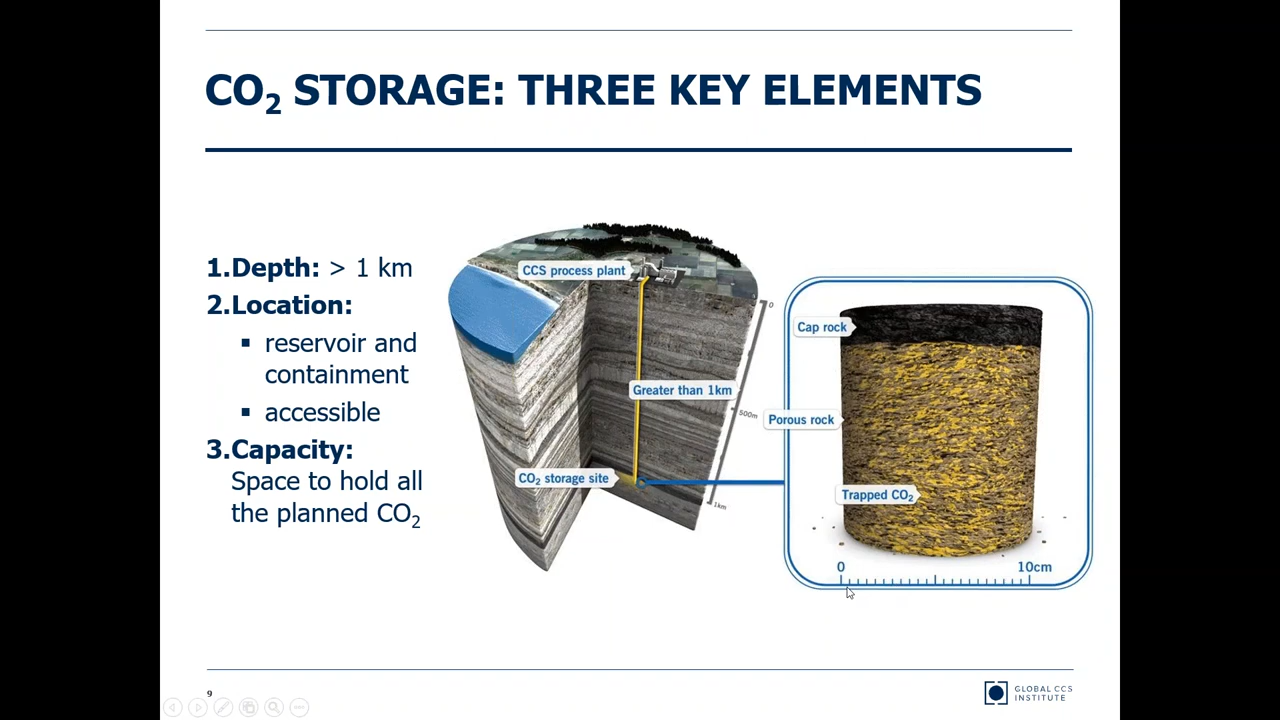 CO₂ STORAGE: THREE KEY ELEMENTS
1.Depth: > 1 km
2.Location:
▪ reservoir and
containment
▪ accessible
3.Capacity:
Space to hold all
the planned CO₂
CCS process plant
0
Greater than 1km
500m
CO₂ storage site
1km
Cap rock
Porous rock
Trapped CO₂
0 10cm
9
GLOBAL CCS
INSTITUTE